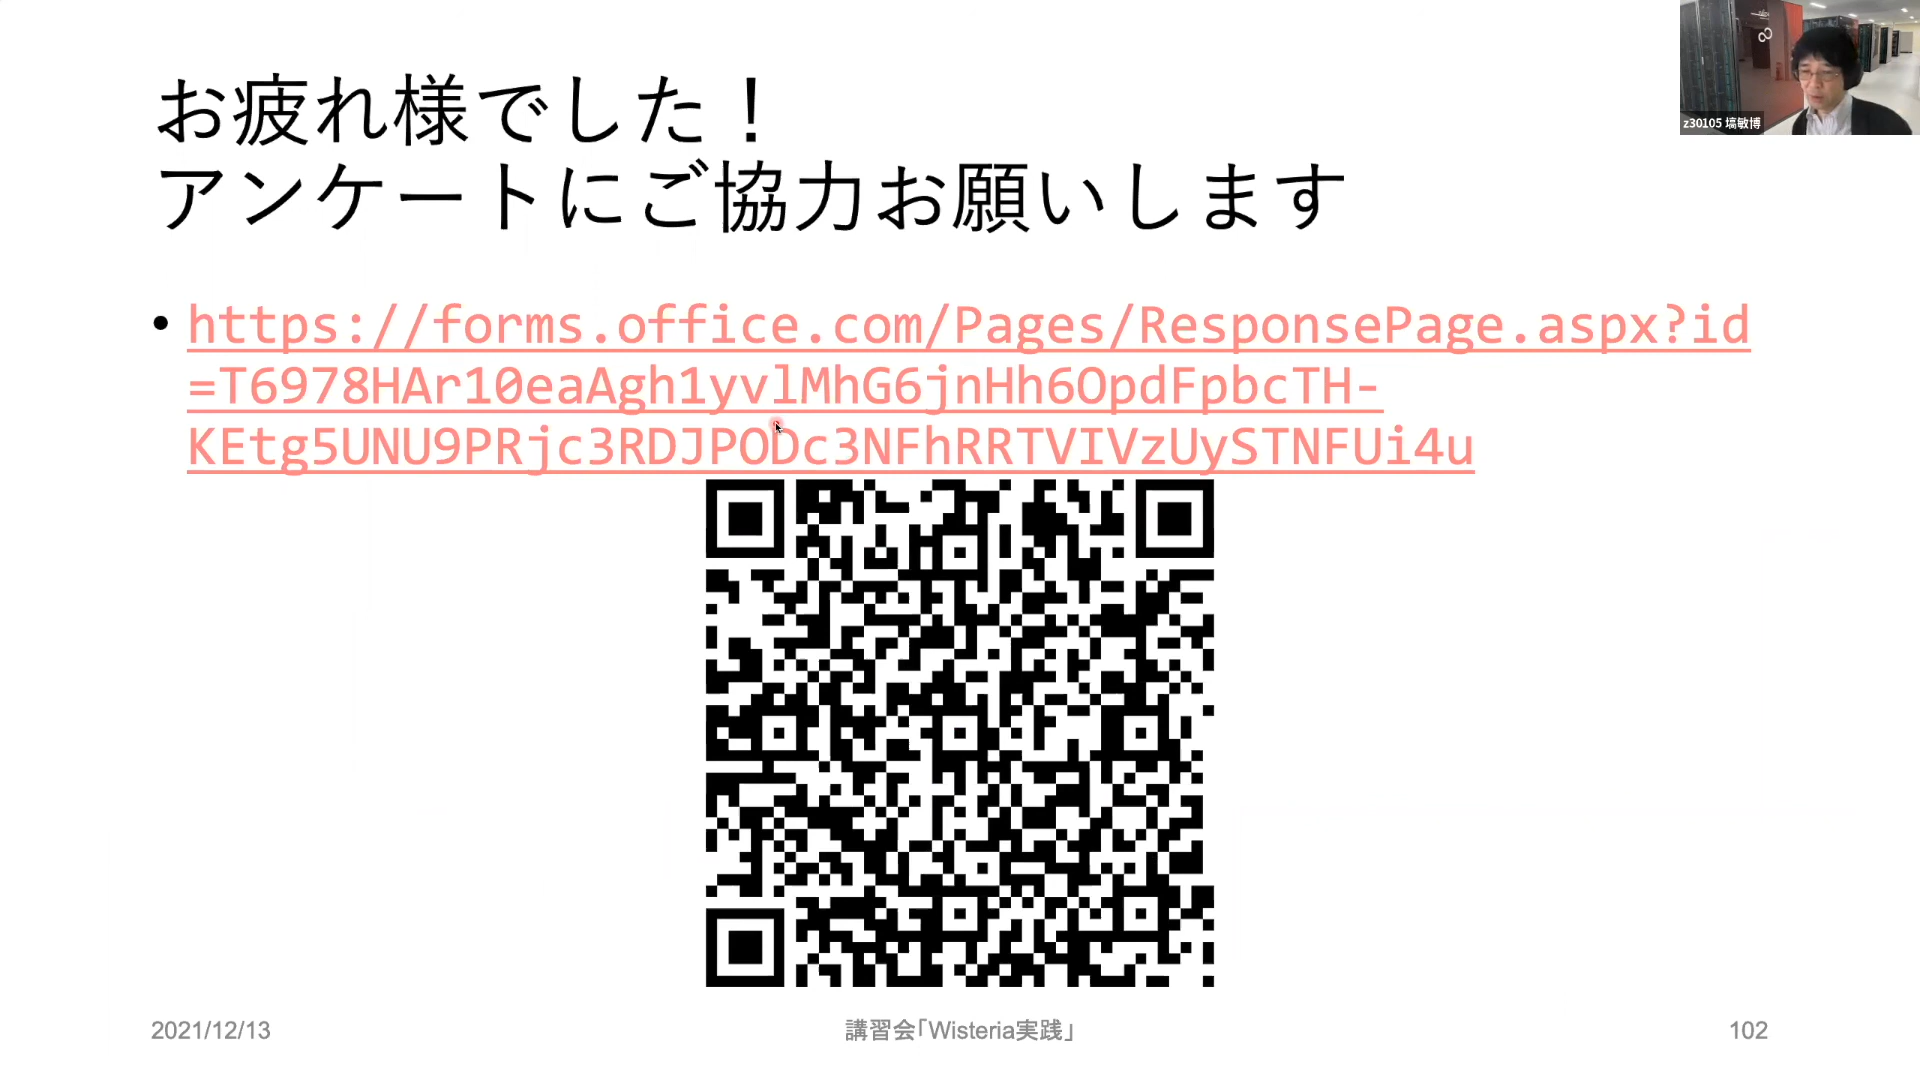 お疲れ様でした！
アンケートにご協力お願いします
• https://forms.office.com/Pages/ResponsePage.aspx?id
=T6978HAr10eaAgh1yvlMhG6jnHh6OpdFpbcTH-
KEtg5UNU9PRjc3RDJPODc3NFhRRTVIVzUySTNFUi4u
z30105 塙敏博
2021/12/13
講習会「Wisteria実践」
102